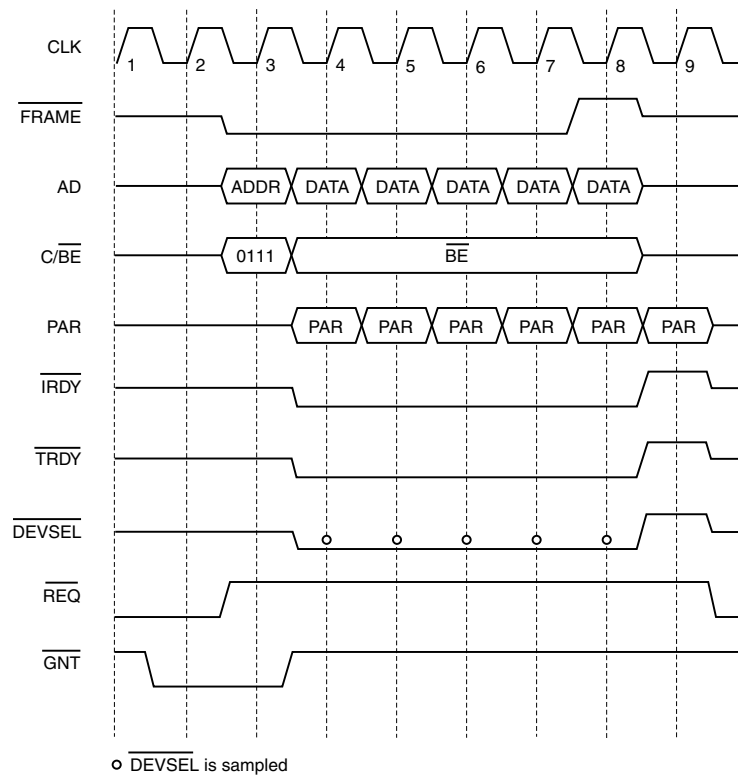 CLK 1 2 3 4 5 6 7 8 9
FRAME
AD ADDR DATA DATA DATA DATA DATA
C/BE 0111 BE
PAR PAR PAR PAR PAR PAR PAR
IRDY
TRDY
DEVSEL
REQ
GNT
DEVSEL is sampled